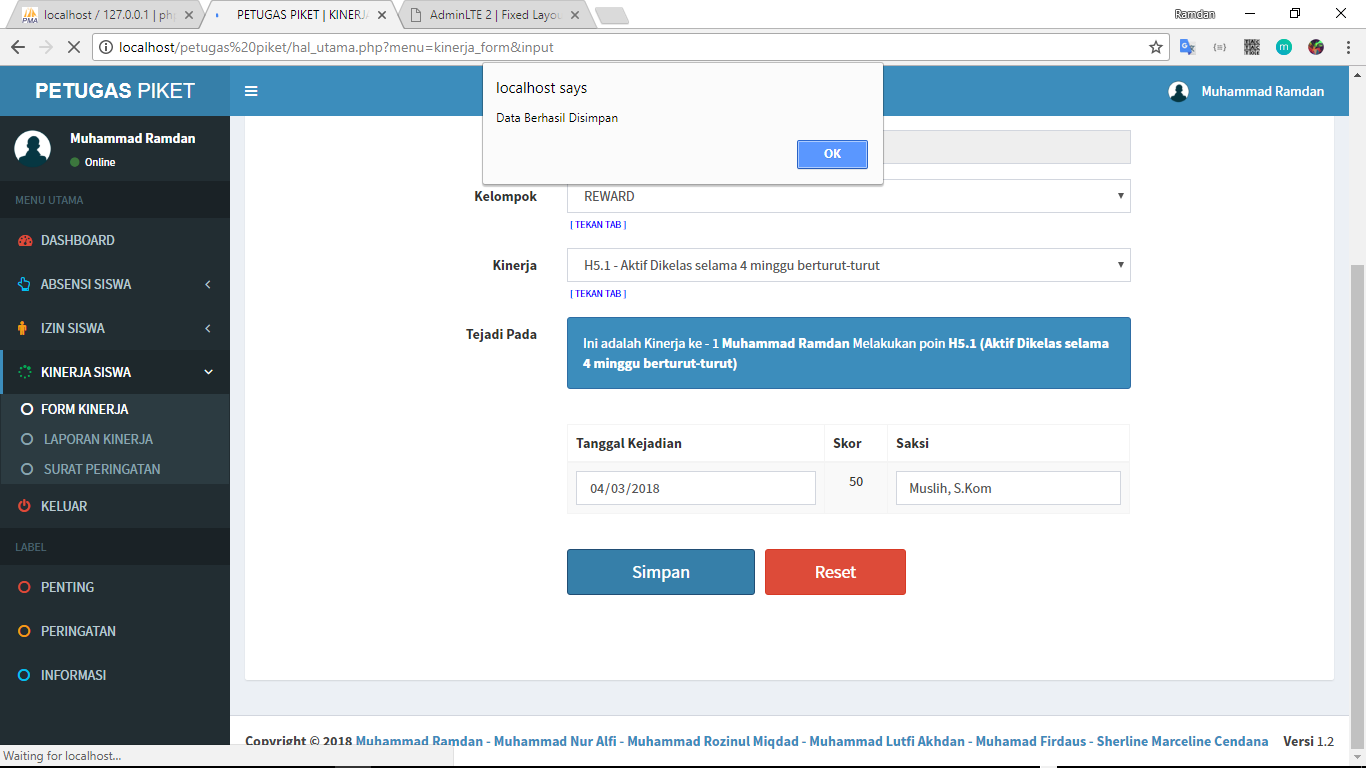 localhost / 127.0.0.1 | php
PETUGAS PIKET | KINERJA
AdminLTE 2 | Fixed Layou
Ramdan
localhost/petugas%20piket/hal_utama.php?menu=kinerja_form&input
PETUGAS PIKET
Muhammad Ramdan
localhost says
Data Berhasil Disimpan
OK
Muhammad Ramdan
Online
MENU UTAMA
DASHBOARD
ABSENSI SISWA
IZIN SISWA
KINERJA SISWA
FORM KINERJA
LAPORAN KINERJA
SURAT PERINGATAN
KELUAR
LABEL
PENTING
PERINGATAN
INFORMASI
Kelompok
REWARD
[ TEKAN TAB ]
Kinerja
H5.1 - Aktif Dikelas selama 4 minggu berturut-turut
[ TEKAN TAB ]
Tejadi Pada
Ini adalah Kinerja ke - 1 Muhammad Ramdan Melakukan poin H5.1 (Aktif Dikelas selama
4 minggu berturut-turut)
Tanggal Kejadian Skor Saksi
04/03/2018 50 Muslih, S.Kom
Simpan Reset
Copyright © 2018 Muhammad Ramdan - Muhammad Nur Alfi - Muhammad Rozinul Miqdad - Muhammad Lutfi Akhdan - Muhamad Firdaus - Sherline Marceline Cendana Versi 1.2
Waiting for localhost...